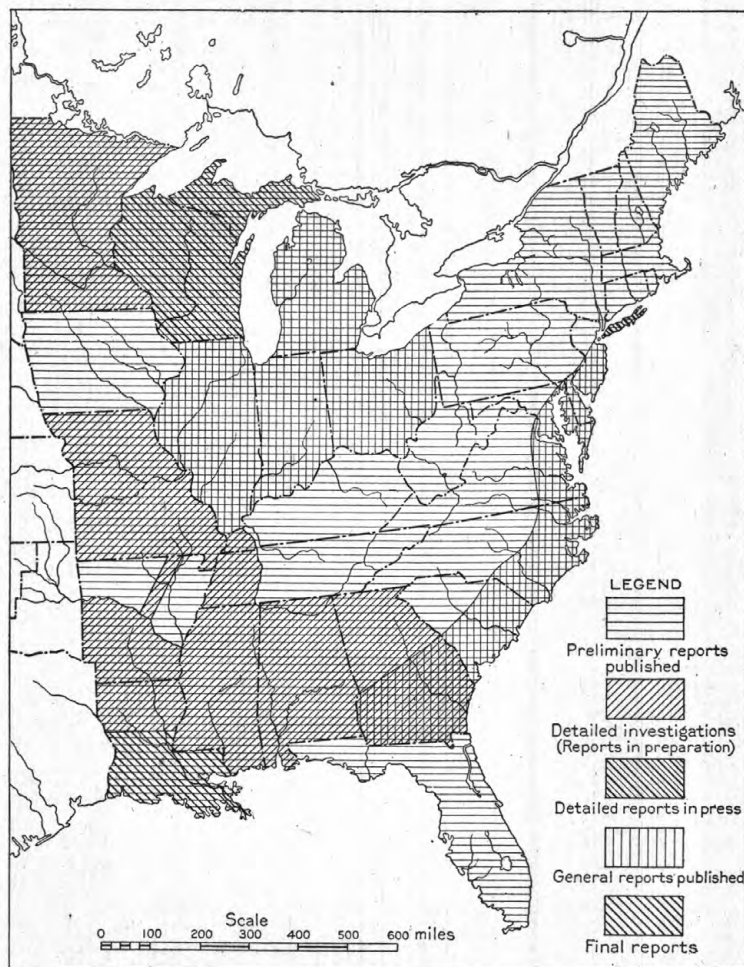 LEGEND
Preliminary reports
published
Detailed investigations
(Reports in preparation)
Detailed reports in press
General reports published
Final reports
Scale
0 100 200 300 400 500 600 miles